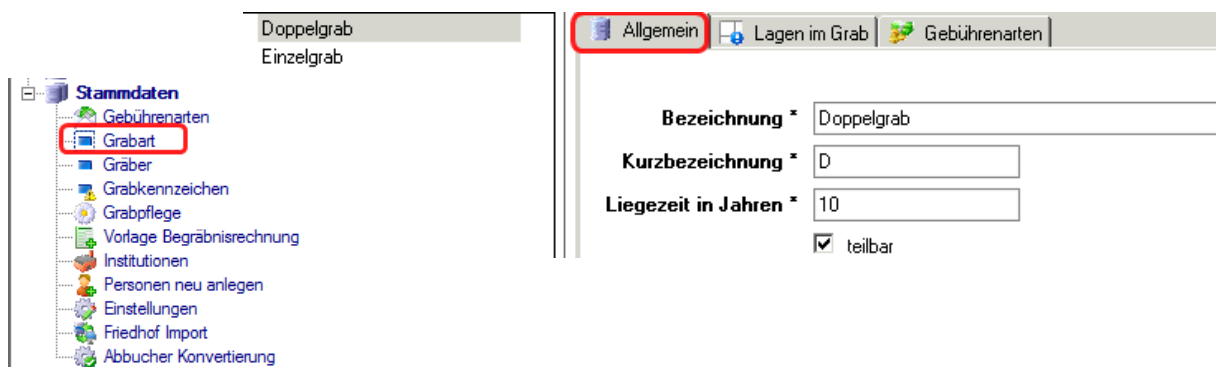 Doppelgrab
Einzelgrab
Stammdaten
Gebührenarten
Grabart
Gräber
Grabkennzeichen
Grabpflege
Vorlage Begräbnisrechnung
Institutionen
Personen neu anlegen
Einstellungen
Friedhof Import
Abbucher Konvertierung
Allgemein Lagen im Grab Gebührenarten
Bezeichnung * Doppelgrab
Kurzbezeichnung * D
Liegezeit in Jahren * 10
teilbar